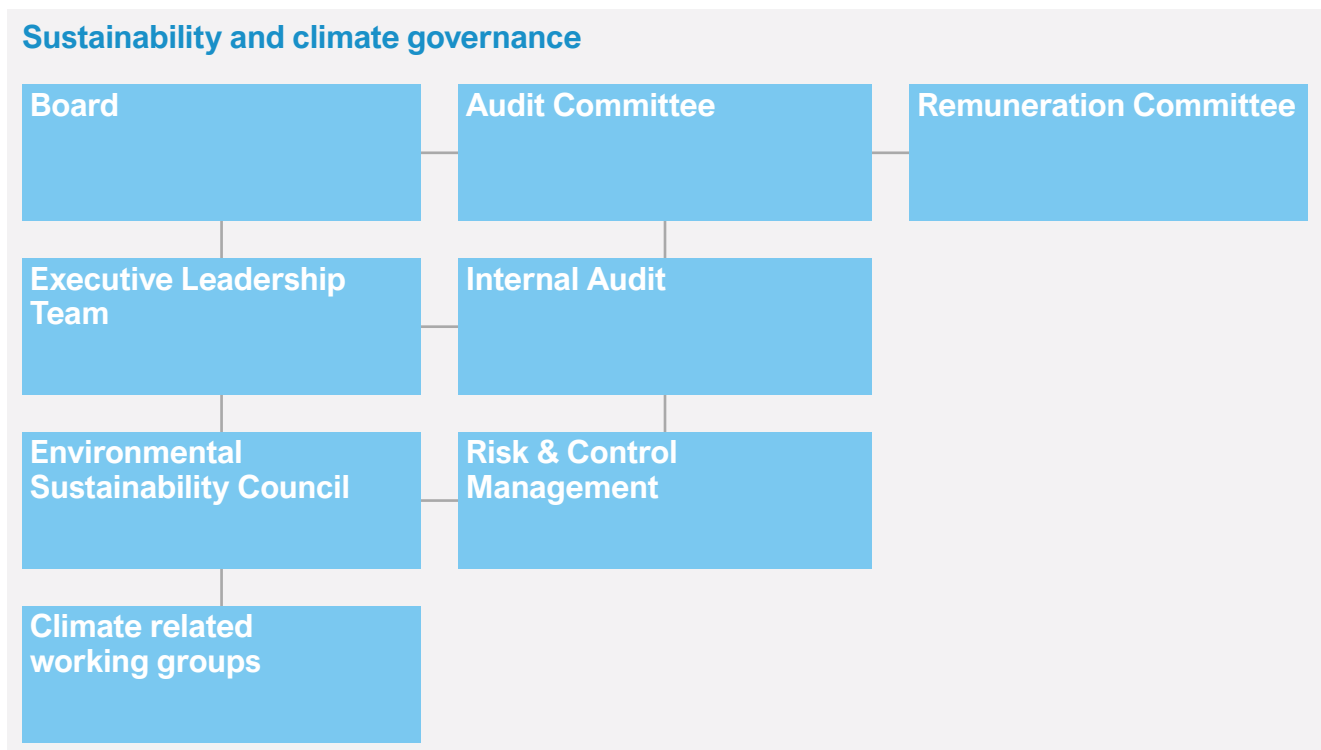 Sustainability and climate governance
Board
Audit Committee
Remuneration Committee
Executive Leadership
Team
Internal Audit
Environmental
Sustainability Council
Risk & Control
Management
Climate related
working groups